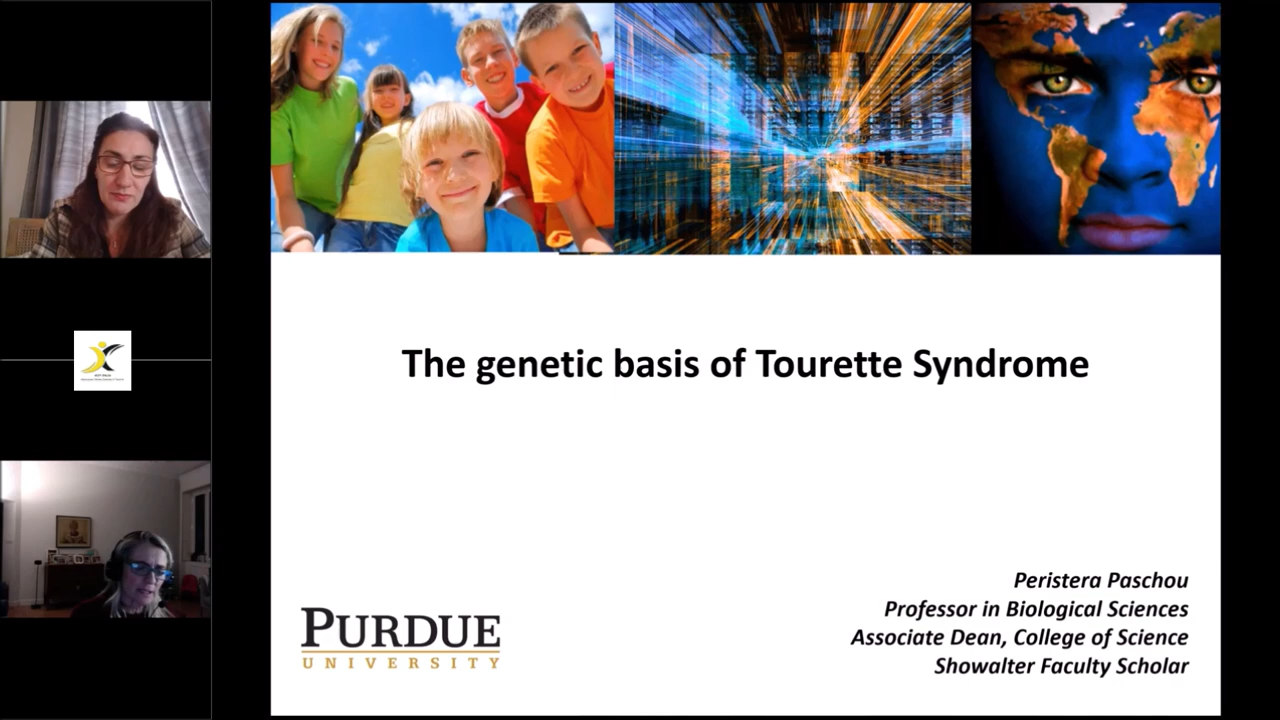 The genetic basis of Tourette Syndrome
Peristera Paschou
Professor in Biological Sciences
Associate Dean, College of Science
Showalter Faculty Scholar
PURDUE
UNIVERSITY